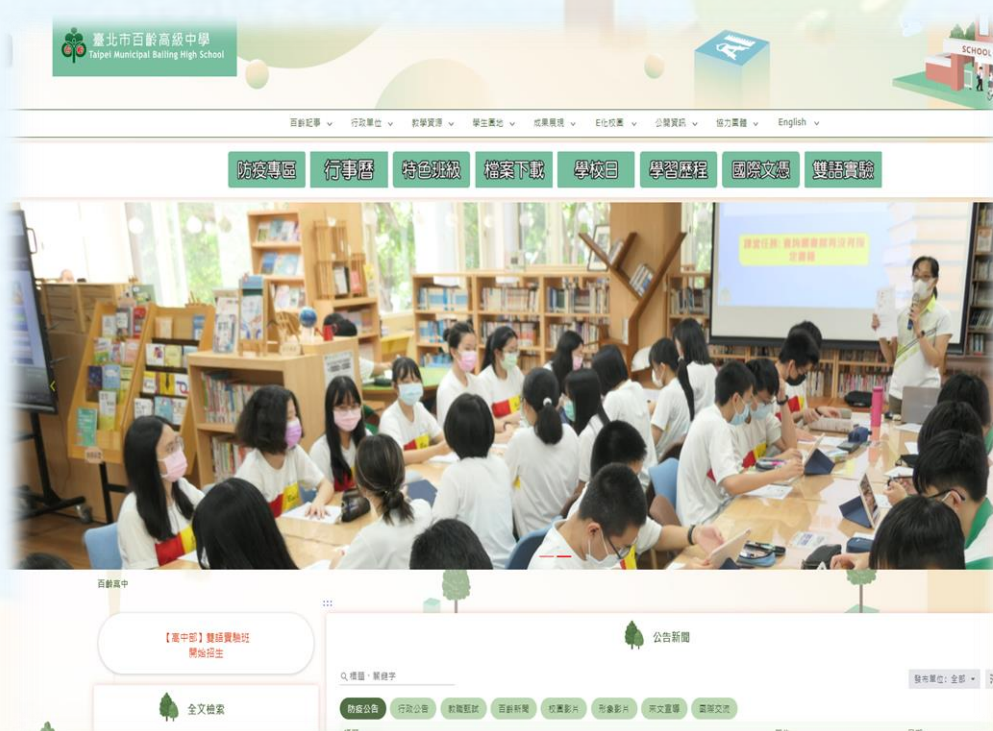 臺北市百齡高級中學
Taipei Municipal Bailing High School
SCHOOL
百齡記事 行政單位 教學資源 學生園地 成果展現 E化校園 公開資訊 協力團體 English
防疫專區 行事曆 特色班級 檔案下載 學校日 學習歷程 國際文憑 雙語實驗
百齡高中
:::
【高中部】雙語實驗班
開始招生
公告新聞
標題、關鍵字
發布單位: 全部
全文檢索
防疫公告 行政公告 教職甄試 百齡新聞 校園影片 形象影片 來文宣導 國際交流